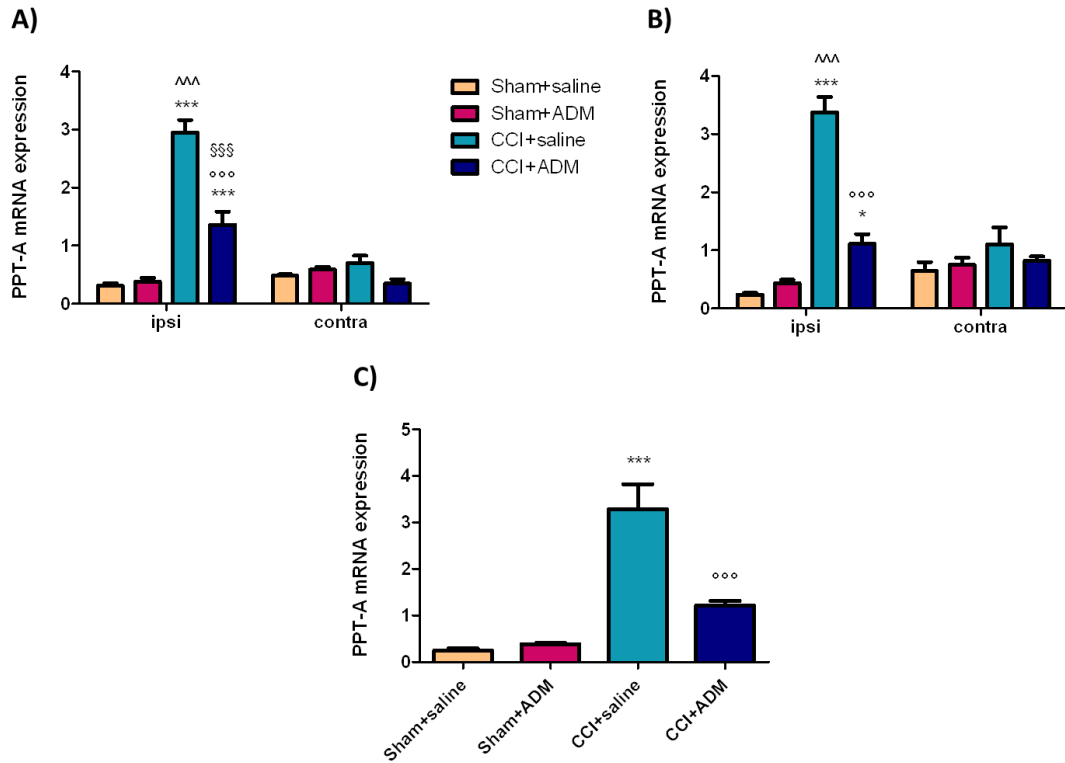 A)
PPT-A mRNA expression
4
3
2
1
0
^^^
***
§§§
°°°
***
ipsi
contra
Sham+saline
Sham+ADM
CCI+saline
CCI+ADM
B)
PPT-A mRNA expression
4
3
2
1
0
^^^
***
°°°
*
ipsi
contra
C)
PPT-A mRNA expression
5
4
3
2
1
0
***
°°°
Sham+saline
Sham+ADM
CCI+saline
CCI+ADM